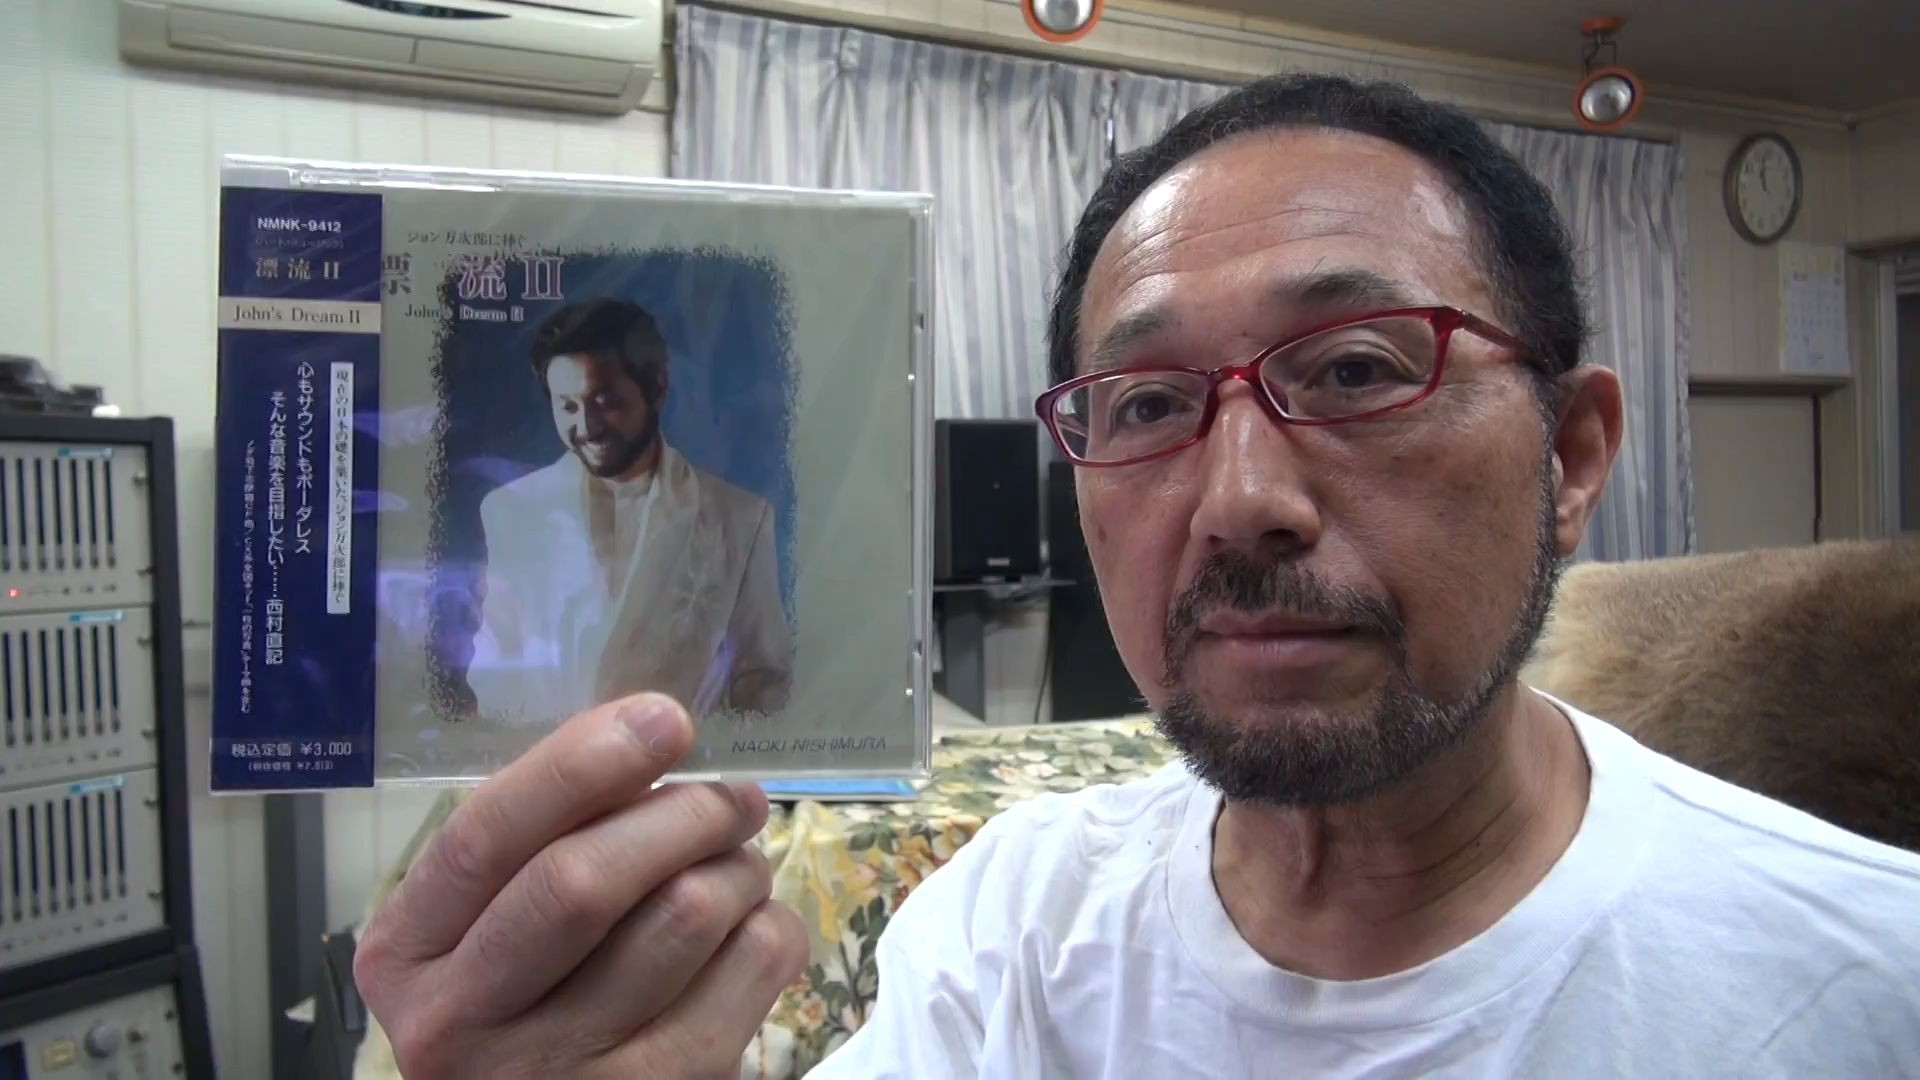 NMNK-9412
漂流 II
John's Dream II
現在の日本の礎を築いた、ジョン万次郎に捧ぐ
心もサウンドもボーダレス
そんな音楽を目指したい……西村直記
税込定価 ¥3,000
ジョン万次郎に捧ぐ
漂 流 II
John's Dream II
NAOKI NISHIMURA